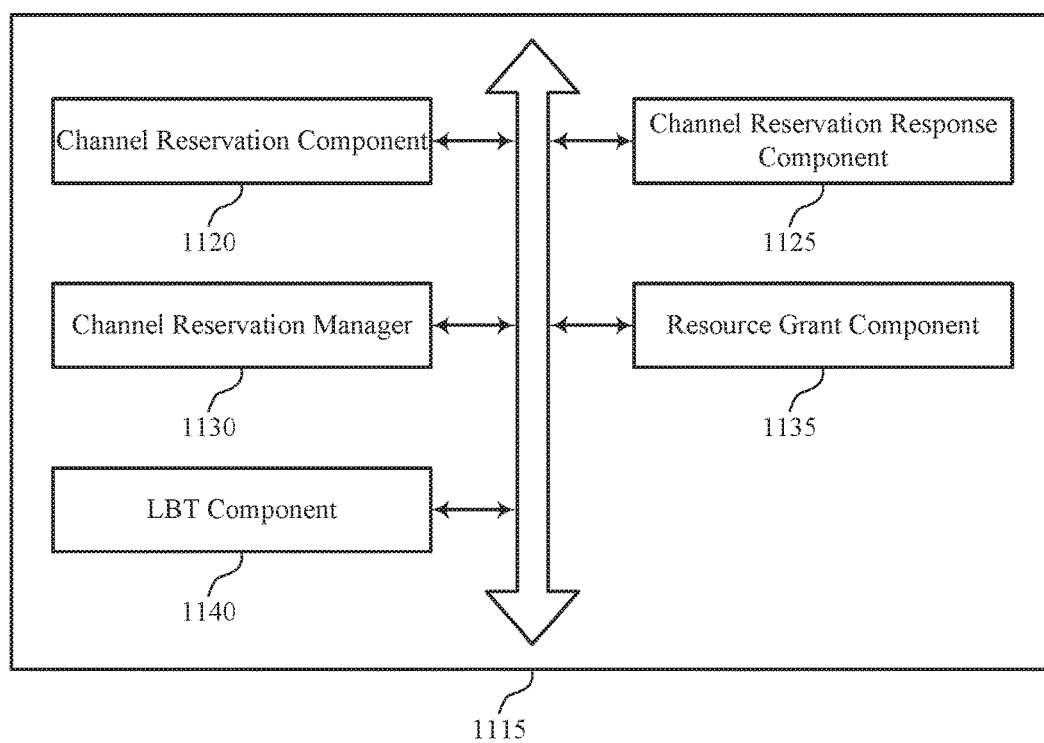 Channel Reservation Component
1120
Channel Reservation Response
Component
1125
Channel Reservation Manager
1130
Resource Grant Component
1135
LBT Component
1140
1115